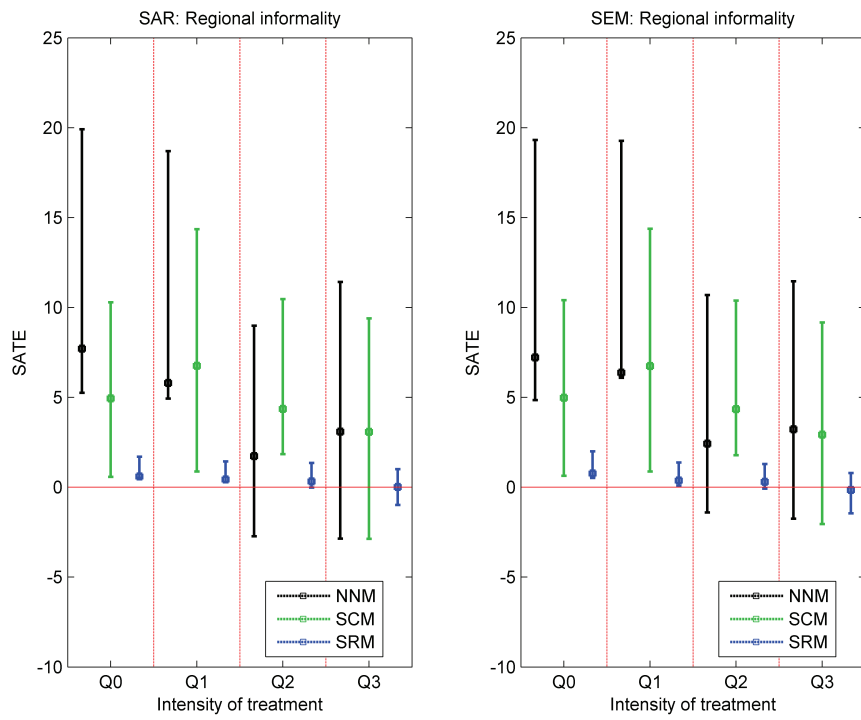 SAR: Regional informality
25
20
15
10
5
0
-5
-10
SATE
Q0 Q1 Q2 Q3
Intensity of treatment
NNM
SCM
SRM
SEM: Regional informality
25
20
15
10
5
0
-5
-10
SATE
Q0 Q1 Q2 Q3
Intensity of treatment
NNM
SCM
SRM